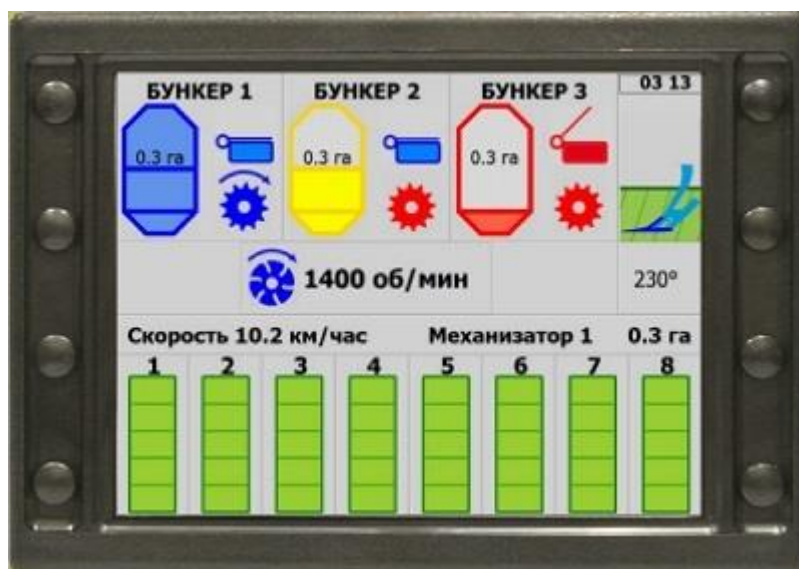 БУНКЕР 1 БУНКЕР 2 БУНКЕР 3 03 13
0.3 га 0.3 га 0.3 га
1400 об/мин 230°
Скорость 10.2 км/час Механизатор 1 0.3 га
1 2 3 4 5 6 7 8